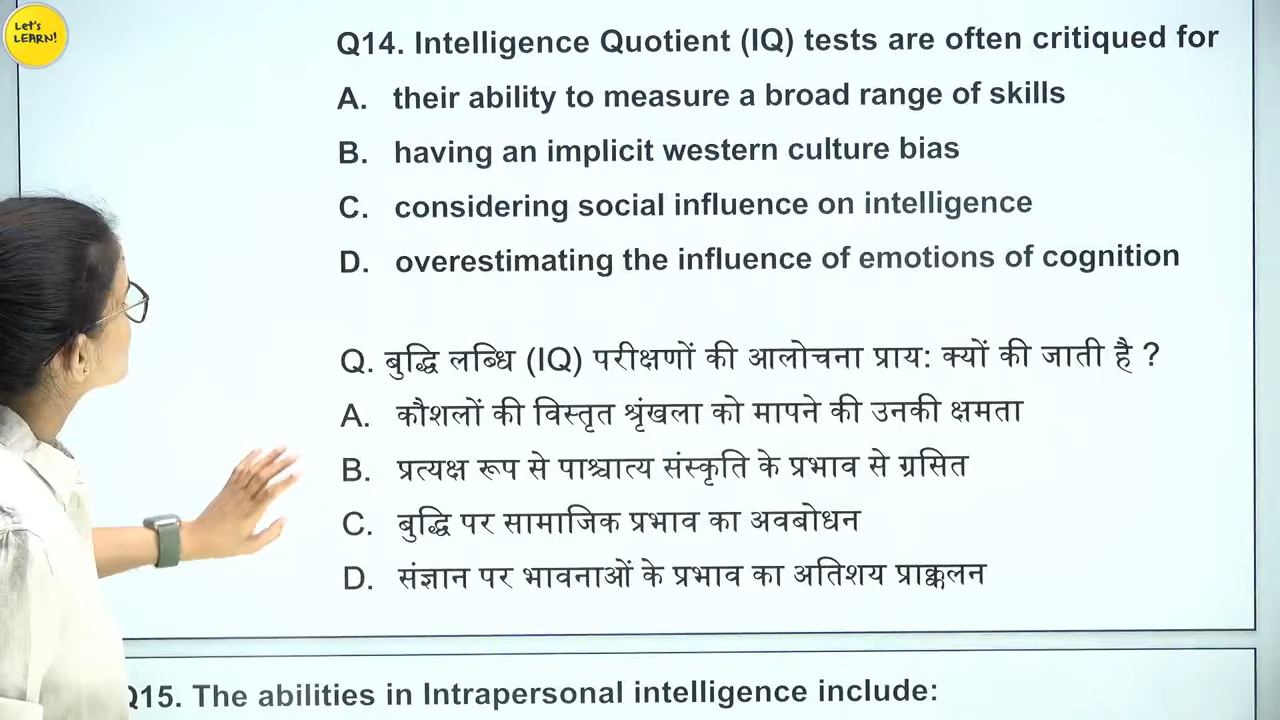 Let's
LEARN!
Q14. Intelligence Quotient (IQ) tests are often critiqued for
A. their ability to measure a broad range of skills
B. having an implicit western culture bias
C. considering social influence on intelligence
D. overestimating the influence of emotions of cognition
Q. बुद्धि लब्धि (IQ) परीक्षणों की आलोचना प्राय: क्यों की जाती है ?
A. कौशलों की विस्तृत श्रृंखला को मापने की उनकी क्षमता
B. प्रत्यक्ष रूप से पाश्चात्य संस्कृति के प्रभाव से ग्रसित
C. बुद्धि पर सामाजिक प्रभाव का अवबोधन
D. संज्ञान पर भावनाओं के प्रभाव का अतिशय प्राक्कलन
Q15. The abilities in Intrapersonal intelligence include: